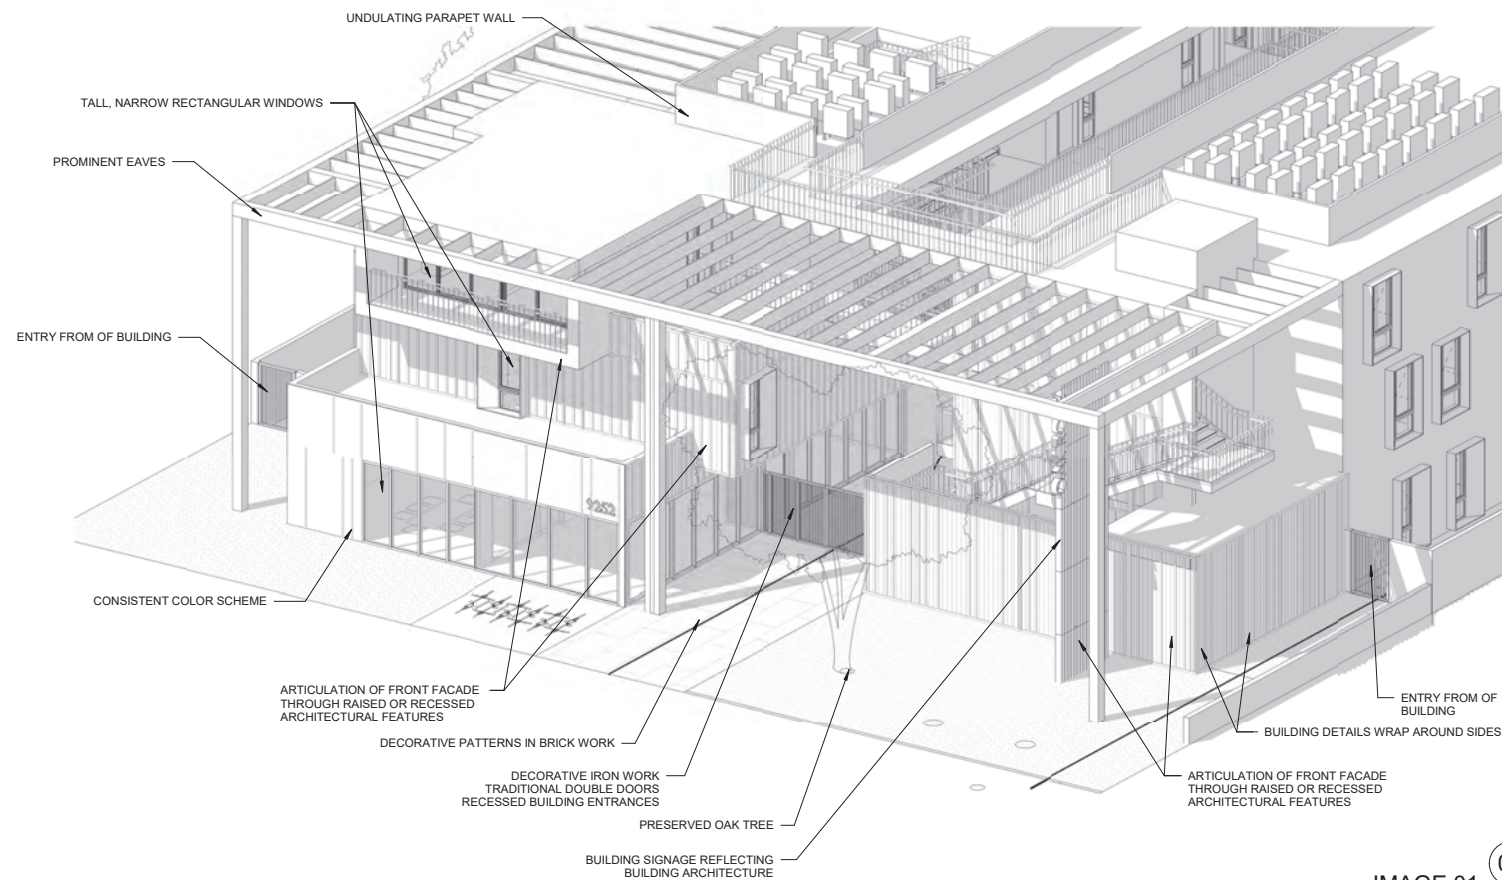 UNDULATING PARAPET WALL
TALL, NARROW RECTANGULAR WINDOWS
PROMINENT EAVES
ENTRY FROM OF BUILDING
9252
CONSISTENT COLOR SCHEME
ARTICULATION OF FRONT FACADE
THROUGH RAISED OR RECESSED
ARCHITECTURAL FEATURES
DECORATIVE PATTERNS IN BRICK WORK
DECORATIVE IRON WORK
TRADITIONAL DOUBLE DOORS
RECESSED BUILDING ENTRANCES
PRESERVED OAK TREE
BUILDING SIGNAGE REFLECTING
BUILDING ARCHITECTURE
ENTRY FROM OF
BUILDING
BUILDING DETAILS WRAP AROUND SIDES
ARTICULATION OF FRONT FACADE
THROUGH RAISED OR RECESSED
ARCHITECTURAL FEATURES